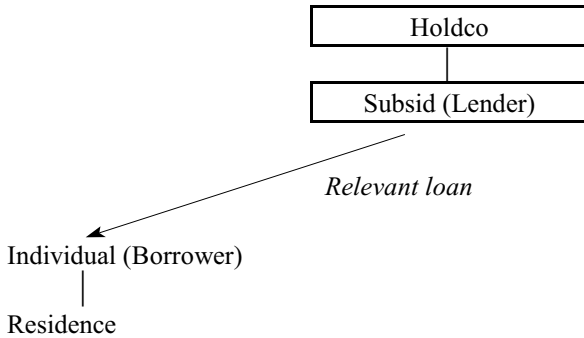 Holdco
Subsid (Lender)
Relevant loan
Individual (Borrower)
Residence